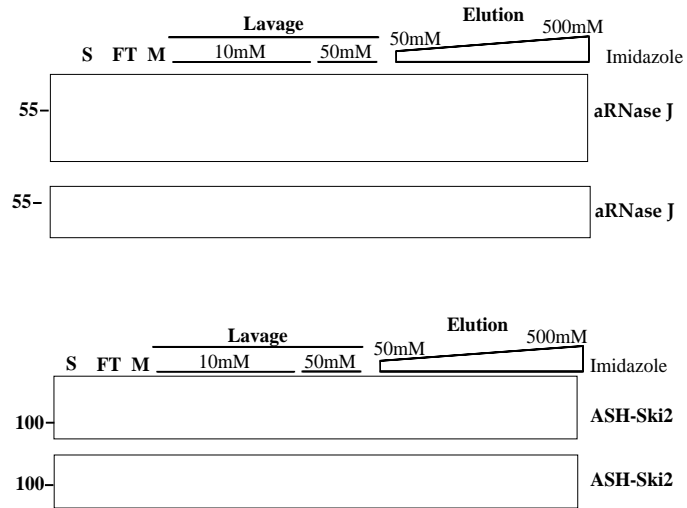 Lavage
Elution
50mM
500mM
S FT M 10mM 50mM Imidazole
55
aRNase J
55
aRNase J
Lavage
Elution
50mM
500mM
S FT M 10mM 50mM Imidazole
100
ASH-Ski2
100
ASH-Ski2